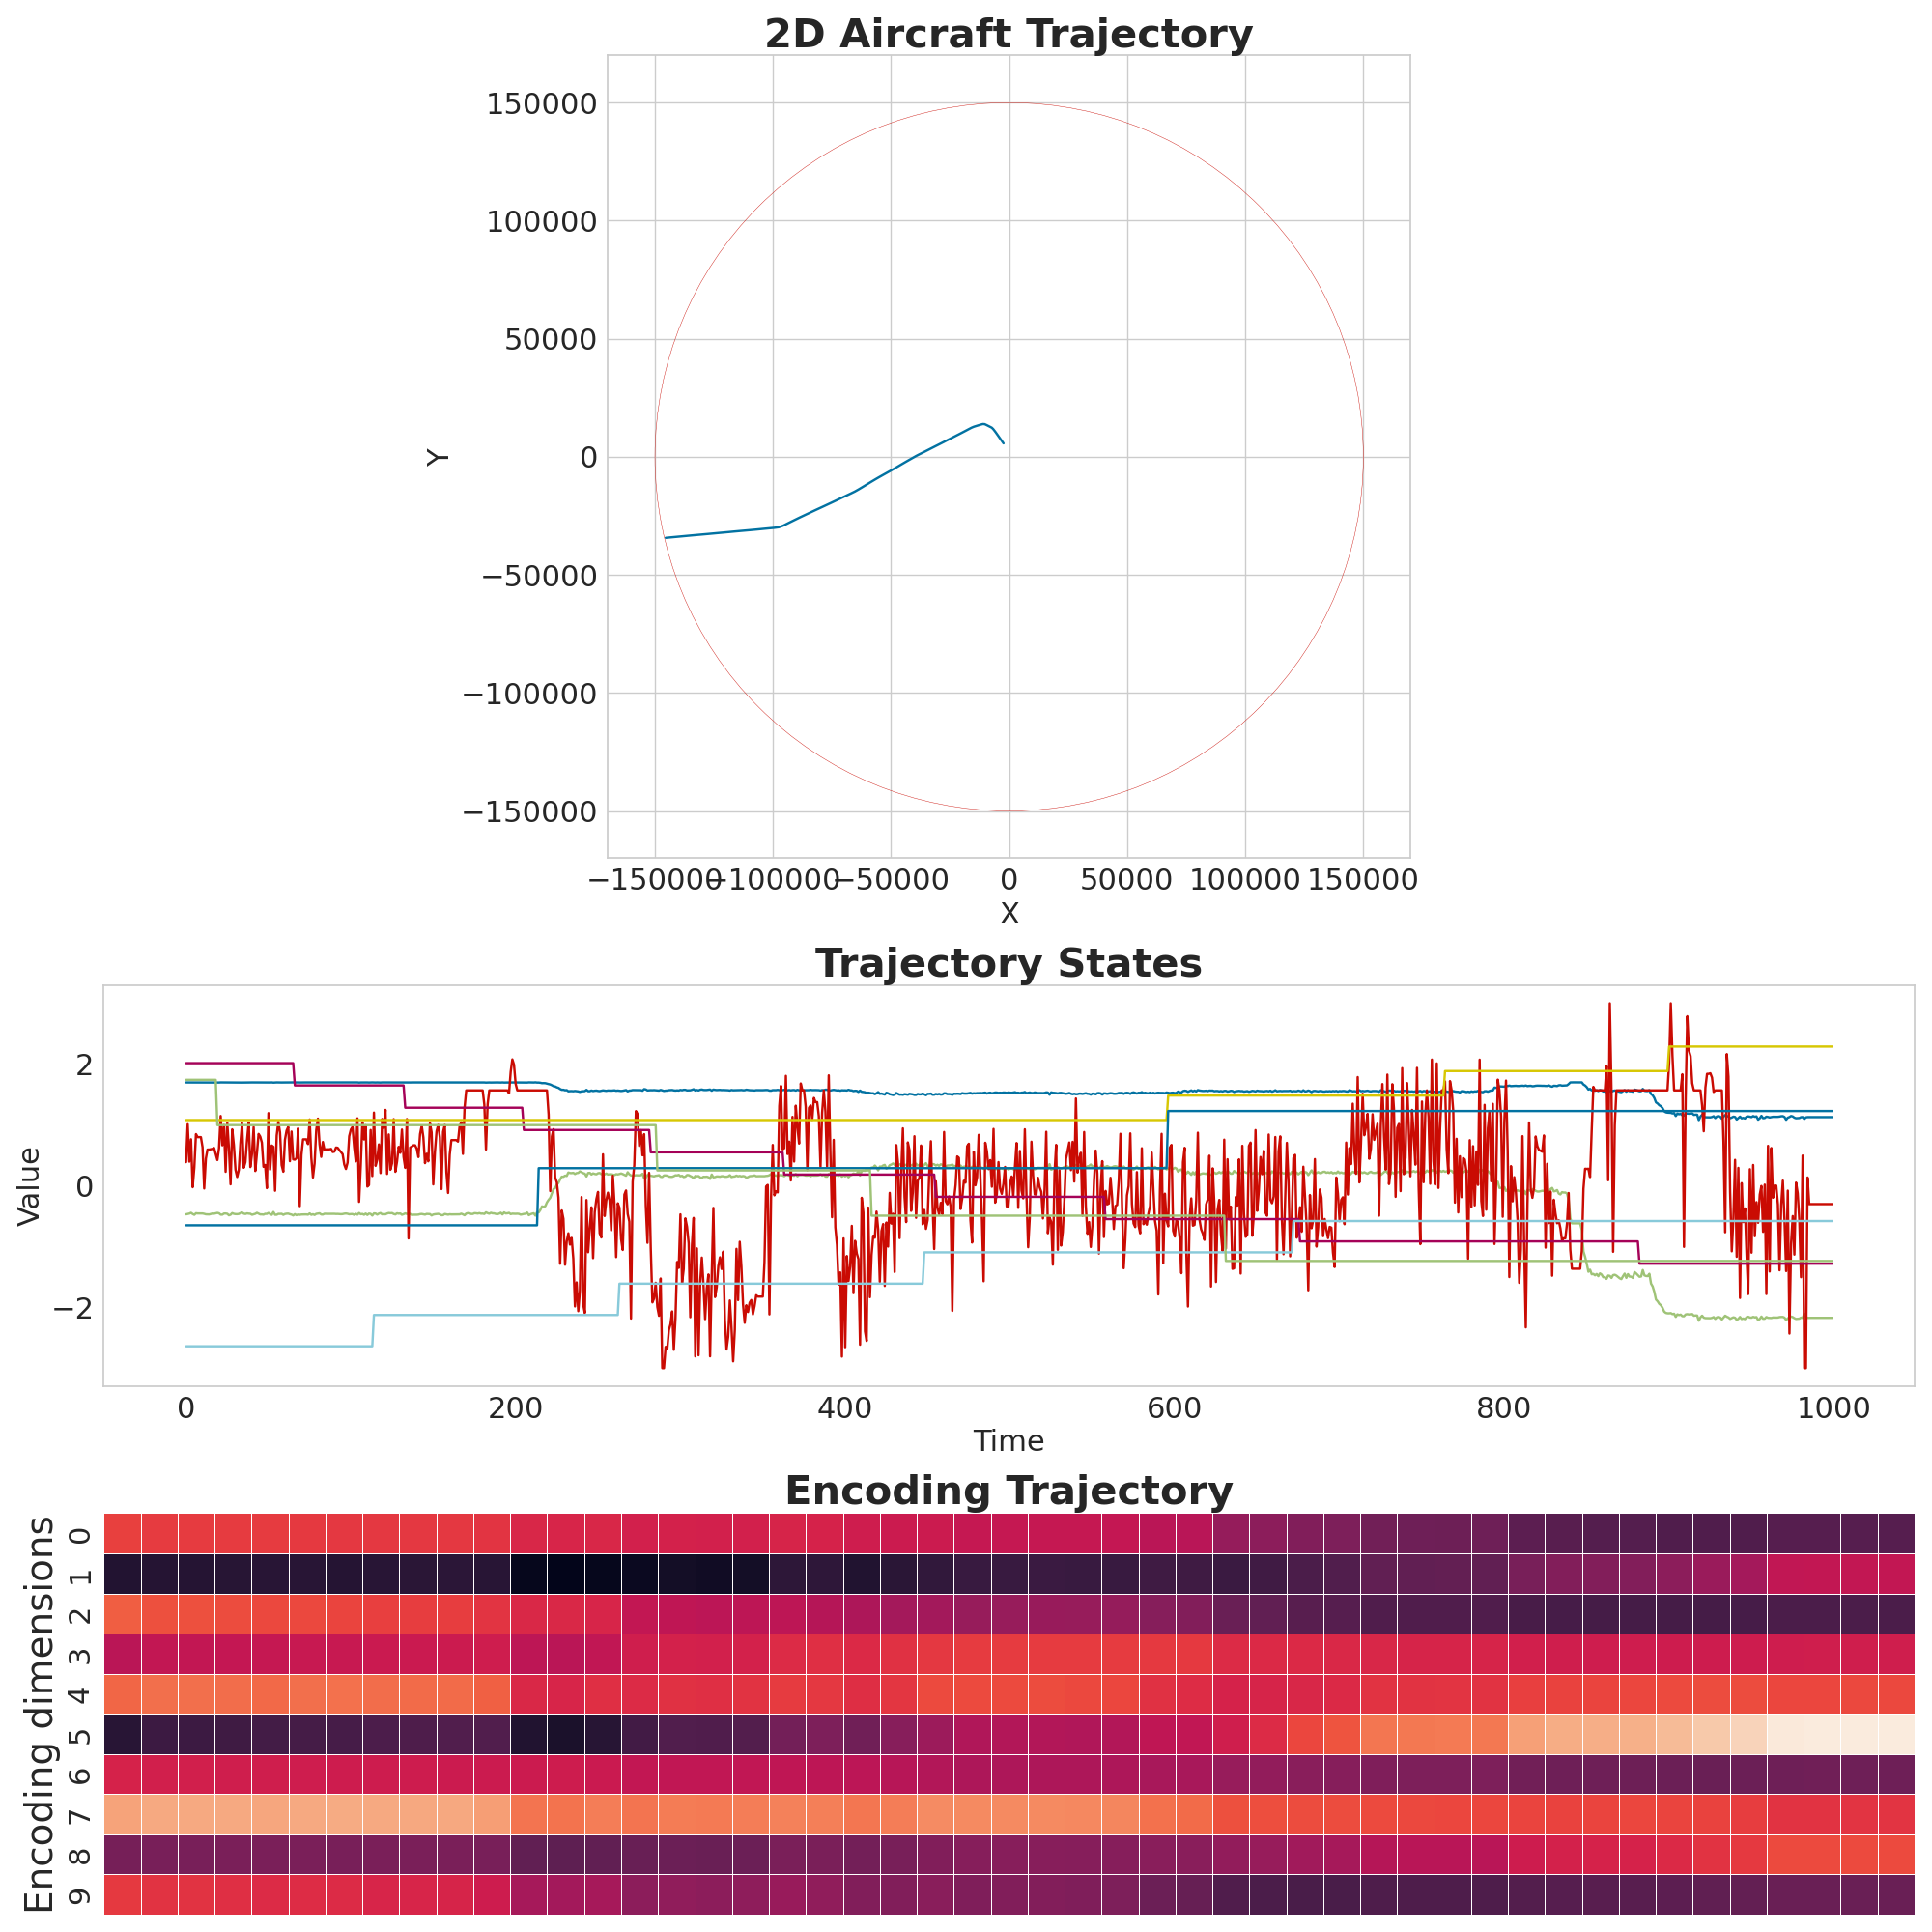 2D Aircraft Trajectory
150000
100000
50000
0
−50000
−100000
−150000
Y
−150000 −100000 −50000 0 50000 100000 150000
X
Trajectory States
2
0
−2
Value
0 200 400 600 800 1000
Time
Encoding Trajectory
0
1
2
3
4
5
6
7
8
9
Encoding dimensions